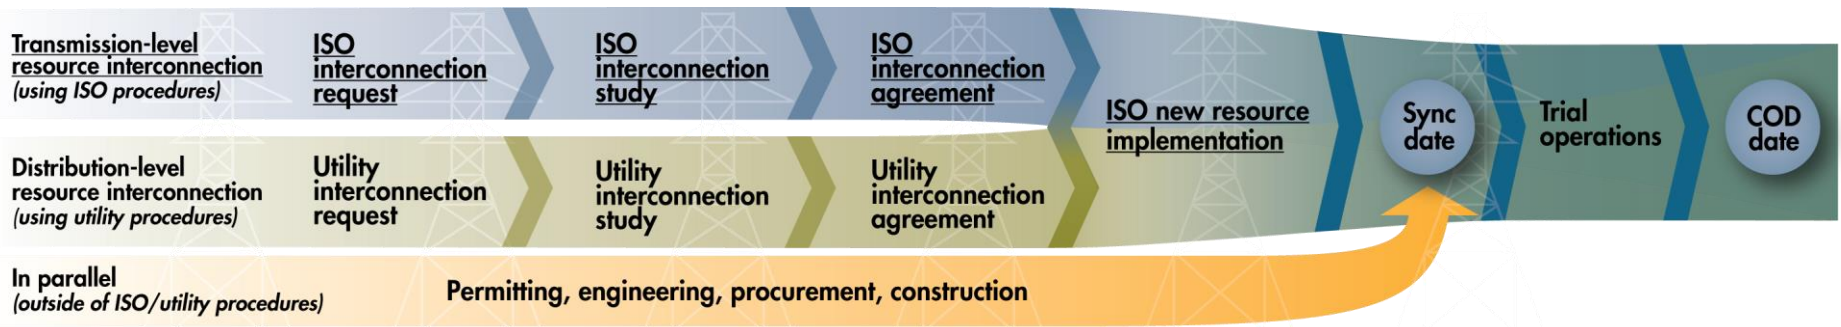 Transmission-level
resource interconnection
(using ISO procedures)
ISO
interconnection
request
ISO
interconnection
study
ISO
interconnection
agreement
Distribution-level
resource interconnection
(using utility procedures)
Utility
interconnection
request
Utility
interconnection
study
Utility
interconnection
agreement
ISO new resource
implementation
Sync
date
Trial
operations
COD
date
In parallel
(outside of ISO/utility procedures)
Permitting, engineering, procurement, construction